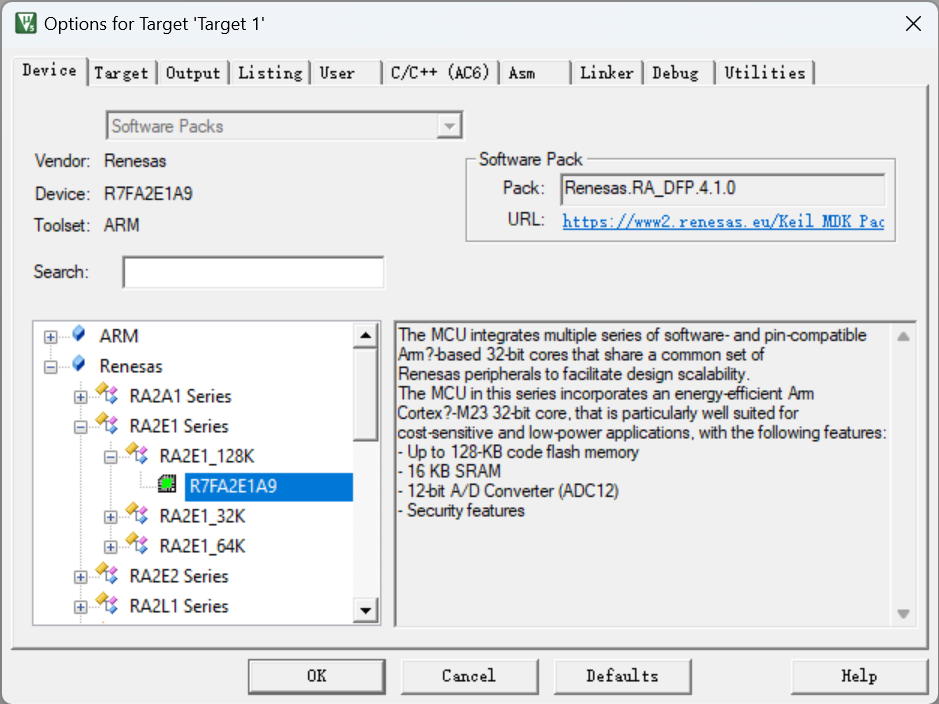 Options for Target 'Target 1'
Device Target Output Listing User C/C++ (AC6) Asm Linker Debug Utilities
Software Packs
Vendor: Renesas
Device: R7FA2E1A9
Toolset: ARM
Search:
Software Pack
Pack: Renesas.RA_DFP.4.1.0
URL: https://www2.renesas.eu/Keil_MDK_Pac
ARM
Renesas
RA2A1 Series
RA2E1 Series
RA2E1_128K
R7FA2E1A9
RA2E1_32K
RA2E1_64K
RA2E2 Series
RA2L1 Series
The MCU integrates multiple series of software- and pin-compatible
Arm?-based 32-bit cores that share a common set of
Renesas peripherals to facilitate design scalability.
The MCU in this series incorporates an energy-efficient Arm
Cortex?-M23 32-bit core, that is particularly well suited for
cost-sensitive and low-power applications, with the following features:
- Up to 128-KB code flash memory
- 16 KB SRAM
- 12-bit A/D Converter (ADC12)
- Security features
OK Cancel Defaults Help